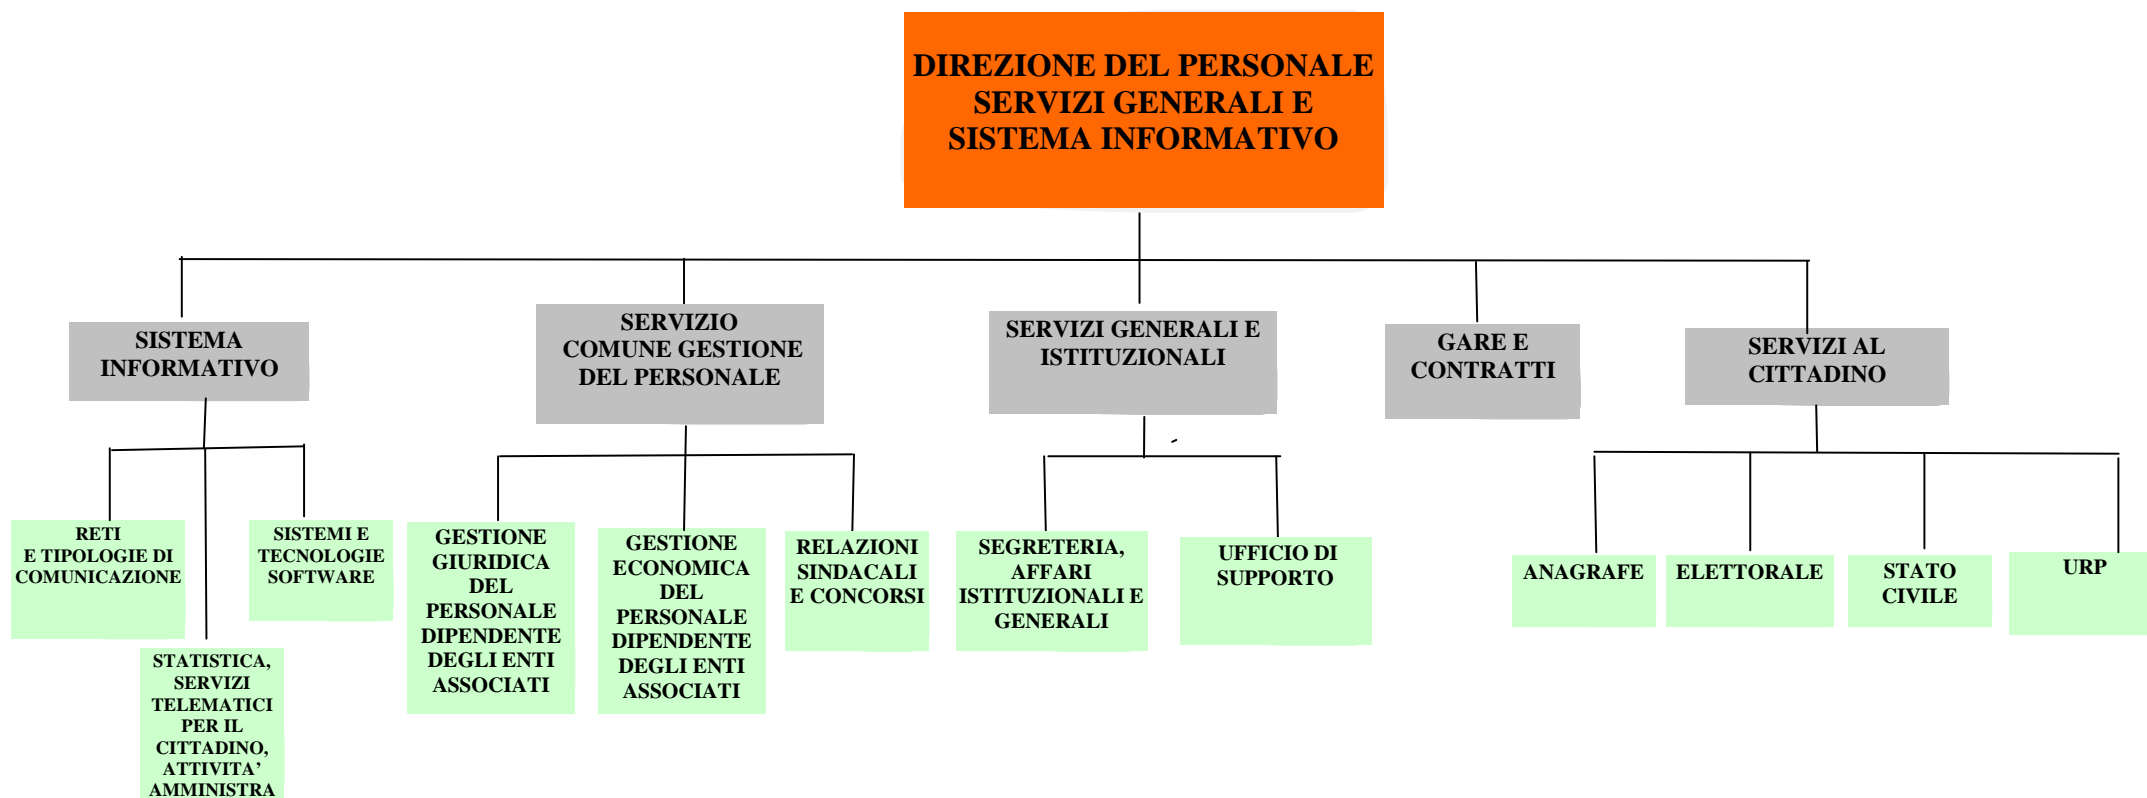 DIREZIONE DEL PERSONALE
SERVIZI GENERALI E
SISTEMA INFORMATIVO
SISTEMA
INFORMATIVO
SERVIZIO
COMUNE GESTIONE
DEL PERSONALE
SERVIZI GENERALI E
ISTITUZIONALI
GARE E
CONTRATTI
SERVIZI AL
CITTADINO
RETI
E TIPOLOGIE DI
COMUNICAZIONE
STATISTICA,
SERVIZI
TELEMATICI
PER IL
CITTADINO,
ATTIVITA’
AMMINISTRA
SISTEMI E
TECNOLOGIE
SOFTWARE
GESTIONE
GIURIDICA
DEL
PERSONALE
DIPENDENTE
DEGLI ENTI
ASSOCIATI
GESTIONE
ECONOMICA
DEL
PERSONALE
DIPENDENTE
DEGLI ENTI
ASSOCIATI
RELAZIONI
SINDACALI
E CONCORSI
SEGRETERIA,
AFFARI
ISTITUZIONALI E
GENERALI
UFFICIO DI
SUPPORTO
ANAGRAFE
ELETTORALE
STATO
CIVILE
URP